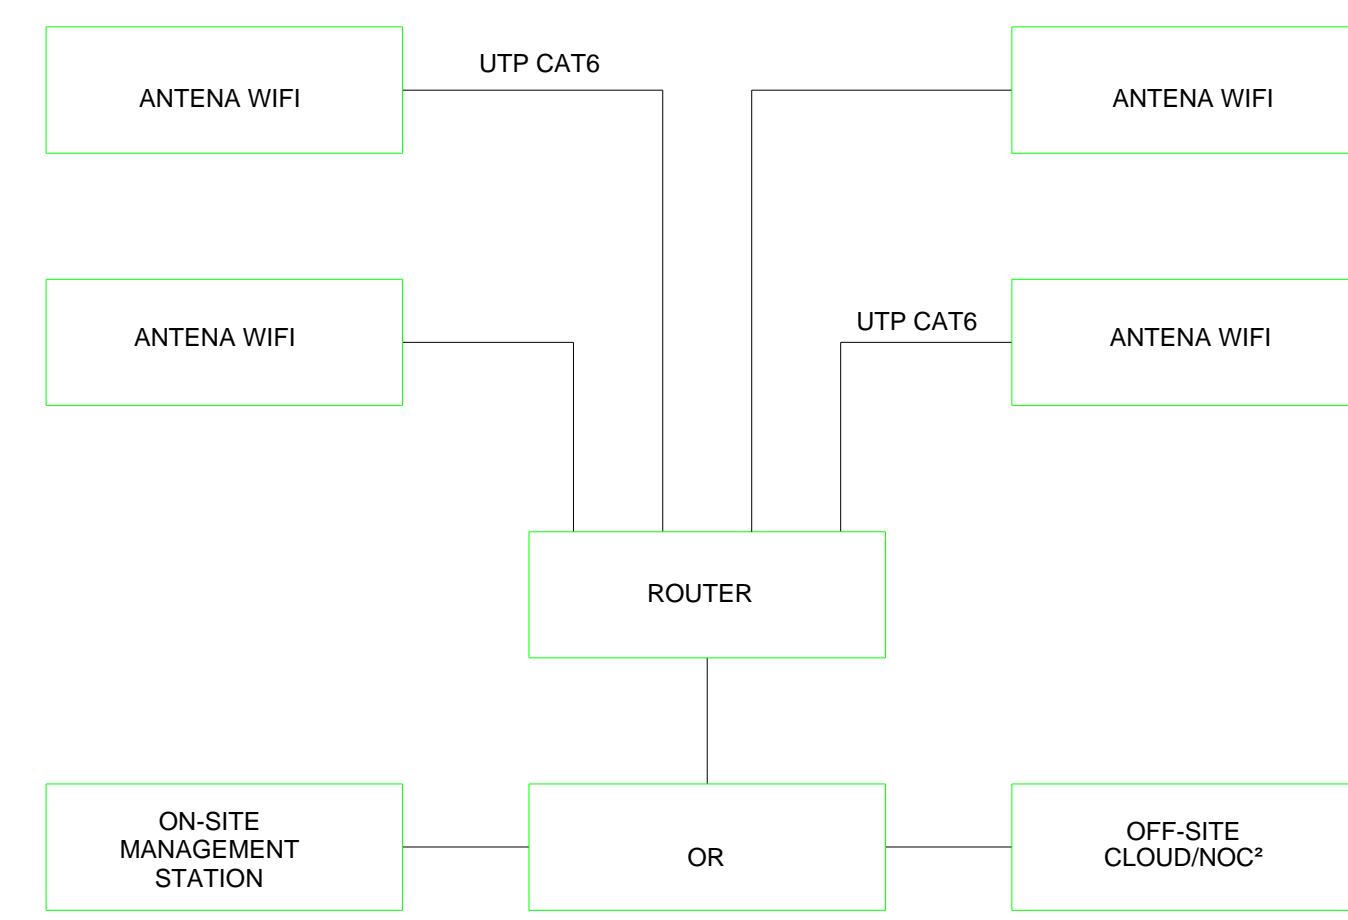 UTP CAT6
ANTENA WIFI
ANTENA WIFI
UTP CAT6
ANTENA WIFI
ANTENA WIFI
ROUTER
ON-SITE
MANAGEMENT
STATION
OR
OFF-SITE
CLOUD/NOC²